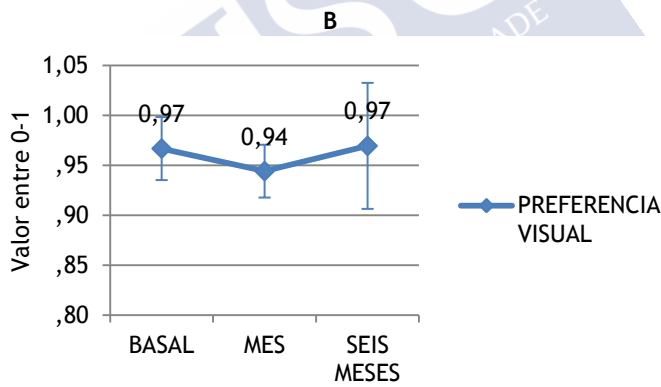 B
ADE
Valor entre 0-1
1,05
1,00
,95
,90
,85
,80
0,97
0,94
0,97
BASAL
MES
SEIS
MESES
PREFERENCIA
VISUAL